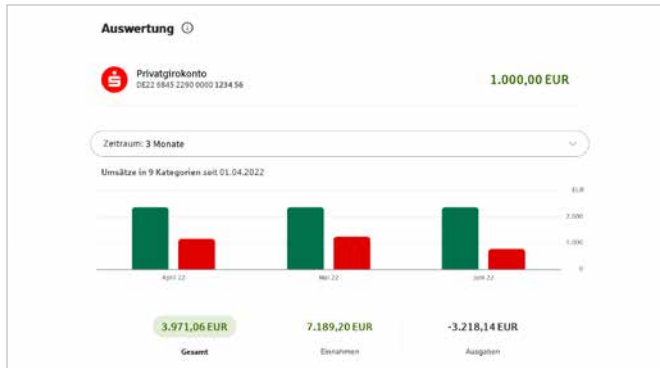 Auswertung
Privatgirokonto
DE22 6845 2290 0000 1234 56
1.000,00 EUR
Zeitraum: 3 Monate
Umsätze in 9 Kategorien seit 01.04.2022
EUR
2.000
1.000
0
April 22
Mai 22
Juni 22
3.971,06 EUR
7.189,20 EUR
-3.218,14 EUR
Gesamt
Einnahmen
Ausgaben